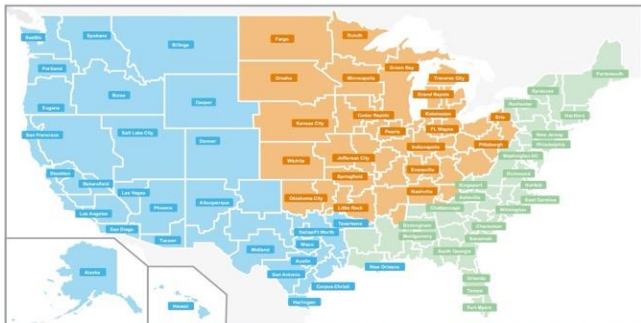 Seattle
Spokane
Billings
Fargo
Duluth
Portland
Boise
Casper
Omaha
Minneapolis
Green Bay
Traverse City
Portsmouth
Eugene
Grand Rapids
Syracuse
Rochester
Hartford
San Francisco
Salt Lake City
Denver
Kansas City
Cedar Rapids
Kalamazoo
Erie
Peoria
Ft. Wayne
New Jersey
Indianapolis
Pittsburgh
Philadelphia
Stockton
Bakersfield
Las Vegas
Wichita
Jefferson City
Washington DC
Springfield
Evansville
Richmond
Los Angeles
Phoenix
Albuquerque
Oklahoma City
Nashville
Kingsport
Norfolk
Asheville
East Carolina
Little Rock
Chattanooga
Wilmington
San Diego
Tucson
Texarkana
Birmingham
Charleston
Dallas/Ft Worth
Montgomery
Savannah
Midland
Waco
South Georgia
Austin
New Orleans
San Antonio
Orlando
Corpus Christi
Tampa
Harlingen
Fort Myers
Alaska
Hawaii